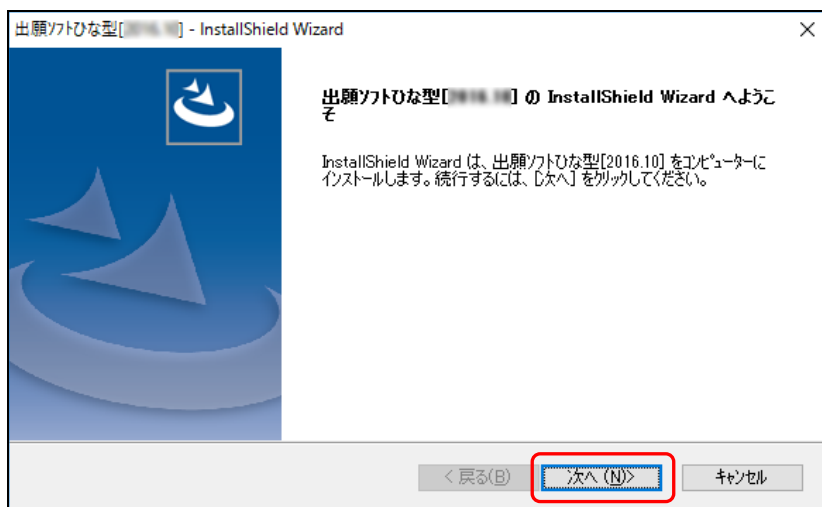 出願ソフトひな型[ ] - InstallShield Wizard
出願ソフトひな型[ ] の InstallShield Wizard へようこ
そ
InstallShield Wizard は、出願ソフトひな型[2016.10] をコンピューターに
インストールします。続行するには、[次へ] をクリックしてください。
< 戻る(B)
次へ (N)>
キャンセル